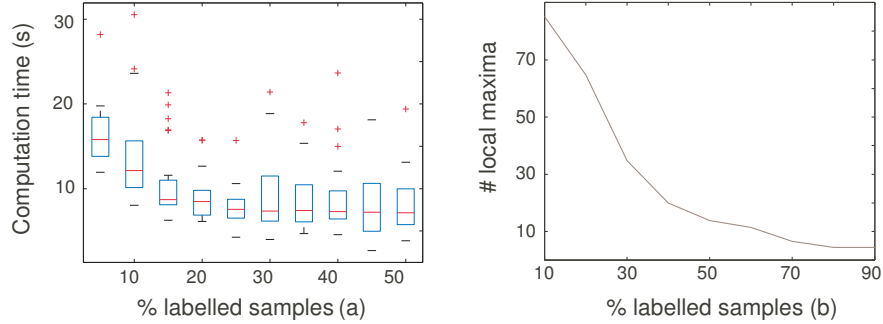 Computation time (s)
30
20
10
10 20 30 40 50
% labelled samples (a)
# local maxima
70
50
30
10
10 30 50 70 90
% labelled samples (b)